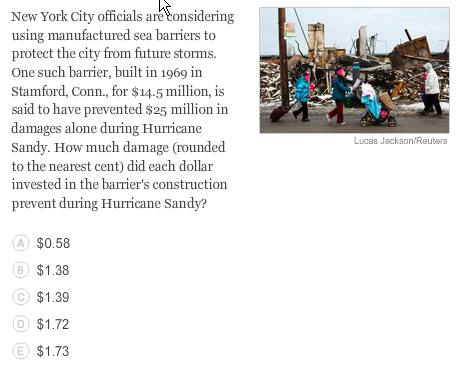 New York City officials are considering
using manufactured sea barriers to
protect the city from future storms.
One such barrier, built in 1969 in
Stamford, Conn., for $14.5 million, is
said to have prevented $25 million in
damages alone during Hurricane
Sandy. How much damage (rounded
to the nearest cent) did each dollar
invested in the barrier's construction
prevent during Hurricane Sandy?
Lucas Jackson/Reuters
A $0.58
B $1.38
C $1.39
D $1.72
E $1.73